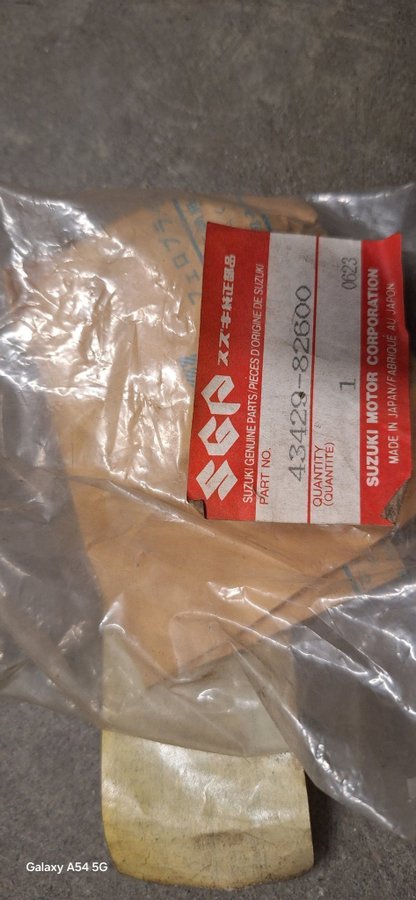 SGP
スズキ純正部品
SUZUKI GENUINE PARTS/PIECES D'ORIGINE DE SUZUKI
PART NO.
43429-82600
QUANTITY
(QUANTITE)
1
0623
SUZUKI MOTOR CORPORATION
MADE IN JAPAN/FABRIQUE AU JAPON
Galaxy A54 5G